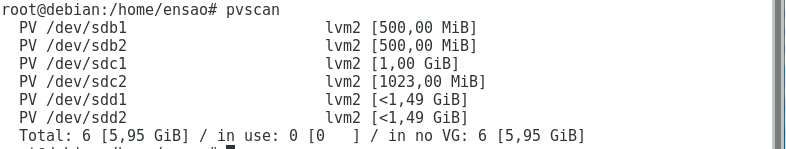 root@debian:/home/ensao# pvscan
  PV /dev/sdb1                      lvm2 [500,00 MiB]
  PV /dev/sdb2                      lvm2 [500,00 MiB]
  PV /dev/sdc1                      lvm2 [1,00 GiB]
  PV /dev/sdc2                      lvm2 [1023,00 MiB]
  PV /dev/sdd1                      lvm2 [<1,49 GiB]
  PV /dev/sdd2                      lvm2 [<1,49 GiB]
  Total: 6 [5,95 GiB] / in use: 0 [0   ] / in no VG: 6 [5,95 GiB]